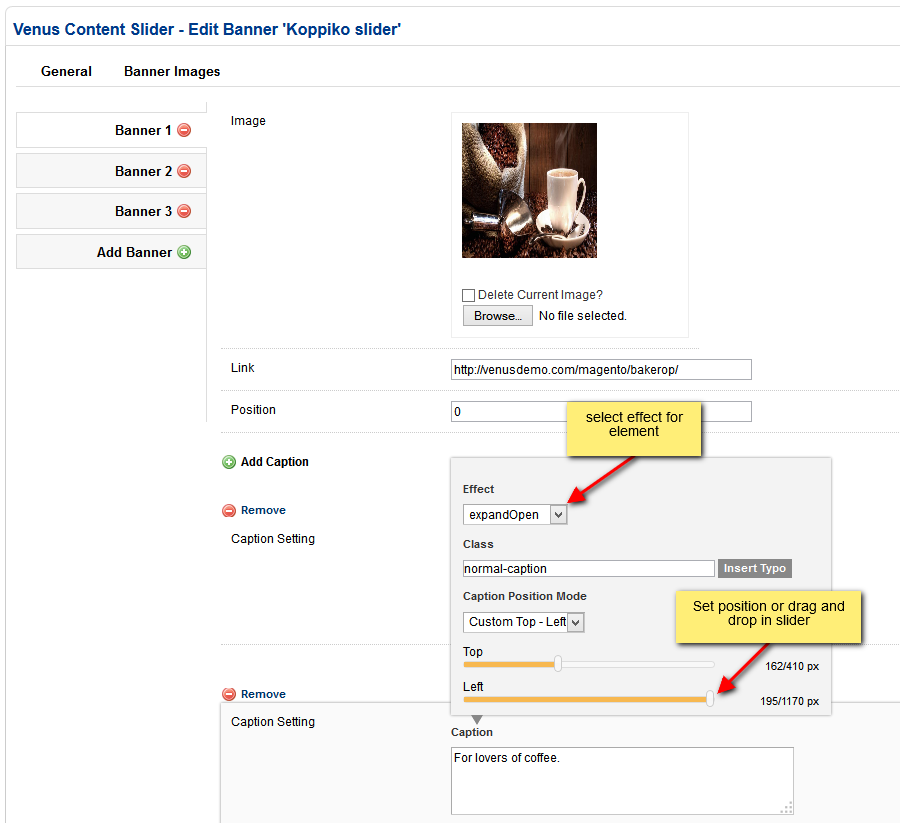 Venus Content Slider - Edit Banner 'Koppiko slider'
General Banner Images
Banner 1
Banner 2
Banner 3
Add Banner
Image
Delete Current Image?
Browse... No file selected.
Link
http://venusdemo.com/magento/bakerop/
Position
0
select effect for
element
Add Caption
Remove
Caption Setting
Effect
expandOpen
Class
normal-caption
Insert Typo
Caption Position Mode
Custom Top - Left
Set position or drag and
drop in slider
Top
162/410 px
Left
195/1170 px
Remove
Caption Setting
Caption
For lovers of coffee.